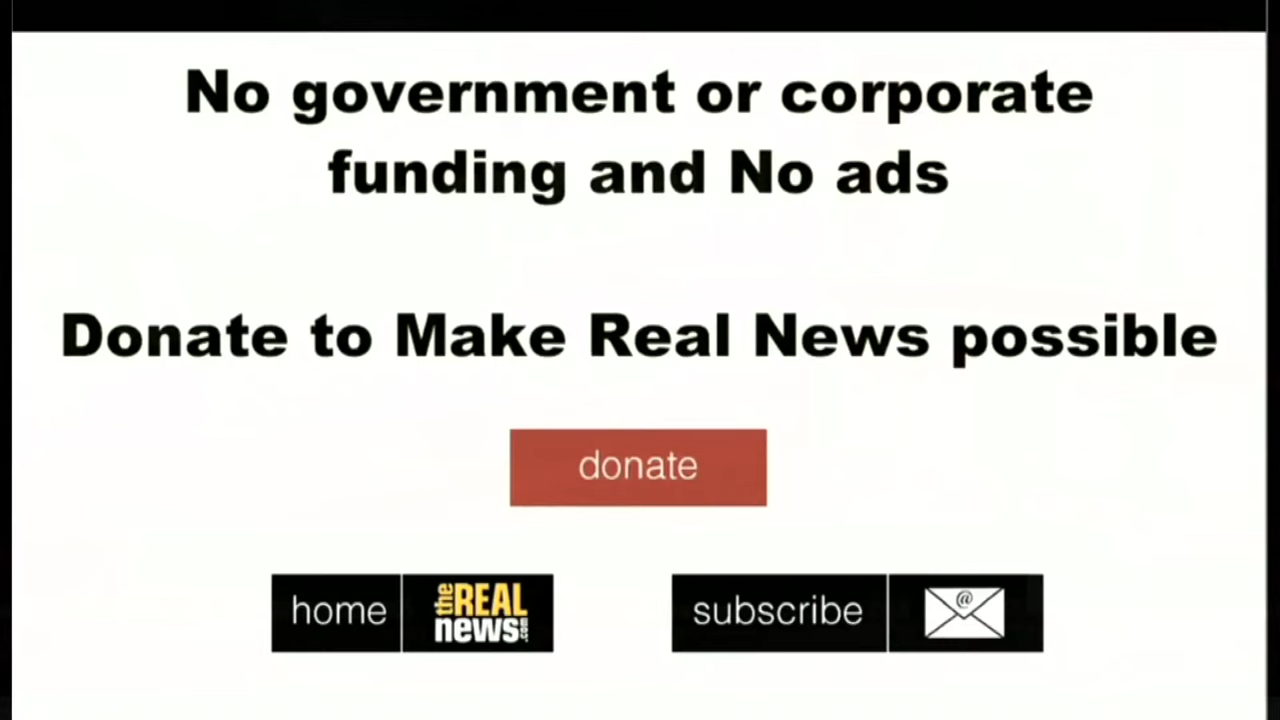 No government or corporate
funding and No ads
Donate to Make Real News possible
donate
home
the REAL
news.com
subscribe
@